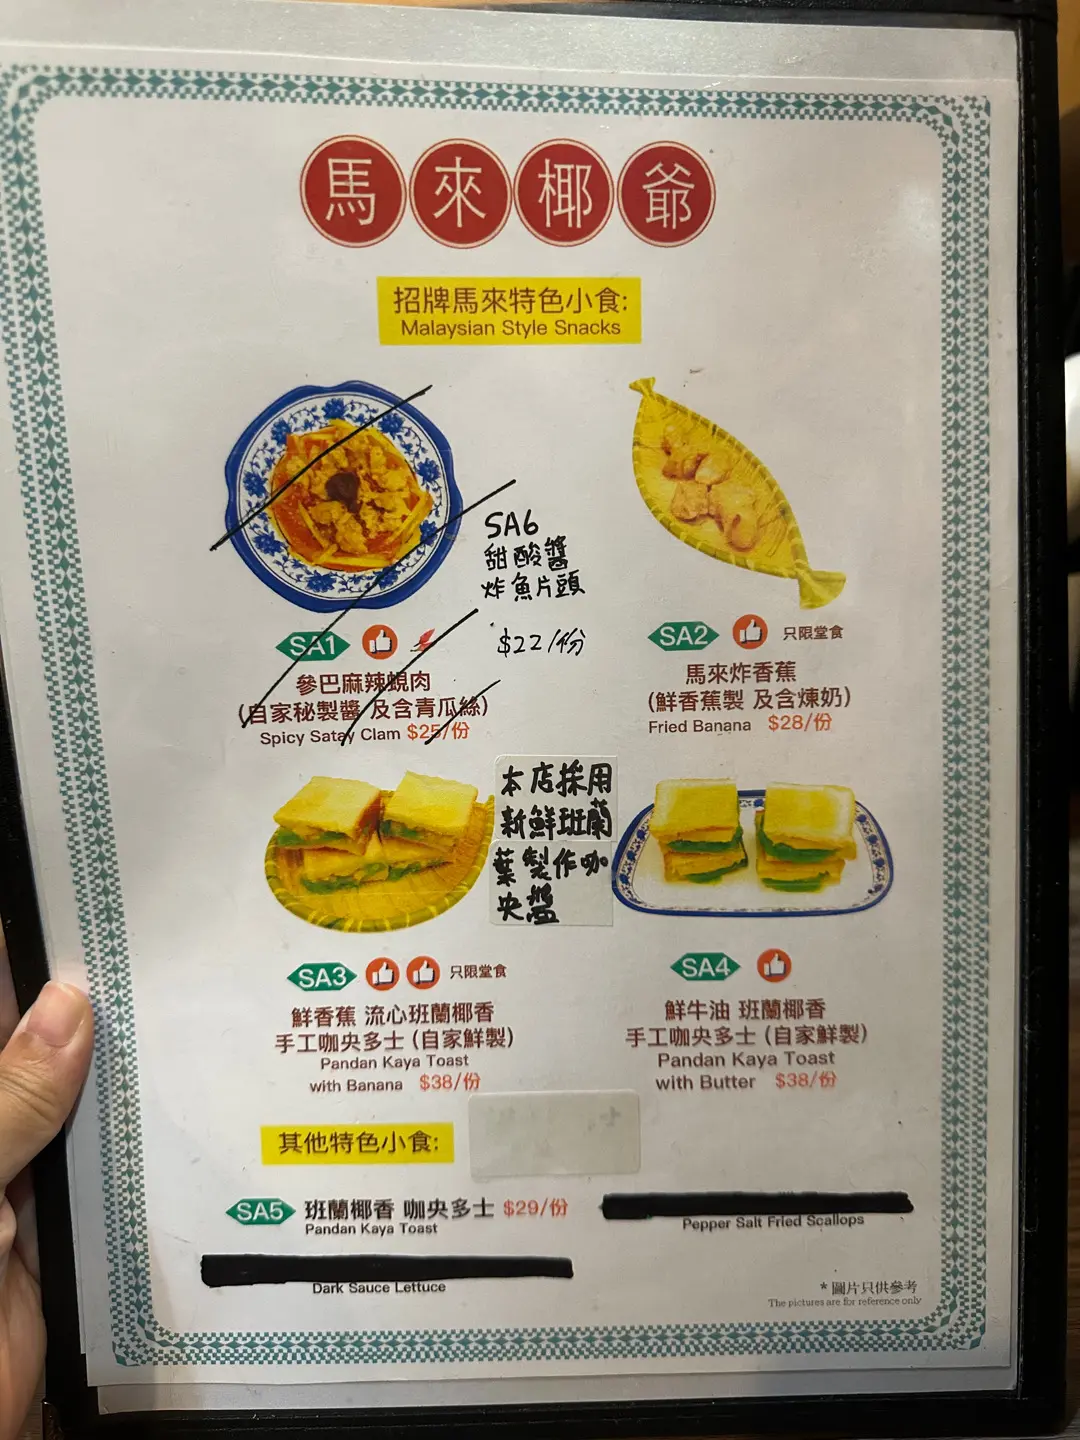 馬來椰爺
招牌馬來特色小食:
Malaysian Style Snacks
SA6
甜酸醬
炸魚片頭
$22/份
SA1
參巴麻辣蜆肉
(自家秘製醬 及含青瓜絲)
Spicy Satay Clam $25/份
SA2 只限堂食
馬來炸香蕉
(鮮香蕉製 及含煉奶)
Fried Banana $28/份
本店採用
新鮮班蘭
葉製作咖
央醬
SA3 只限堂食
鮮香蕉 流心班蘭椰香
手工咖央多士 (自家鮮製)
Pandan Kaya Toast
with Banana $38/份
SA4
鮮牛油 班蘭椰香
手工咖央多士 (自家鮮製)
Pandan Kaya Toast
with Butter $38/份
其他特色小食:
SA5 班蘭椰香 咖央多士 $29/份
Pandan Kaya Toast
Pepper Salt Fried Scallops
Dark Sauce Lettuce
* 圖片只供參考
The pictures are for reference only